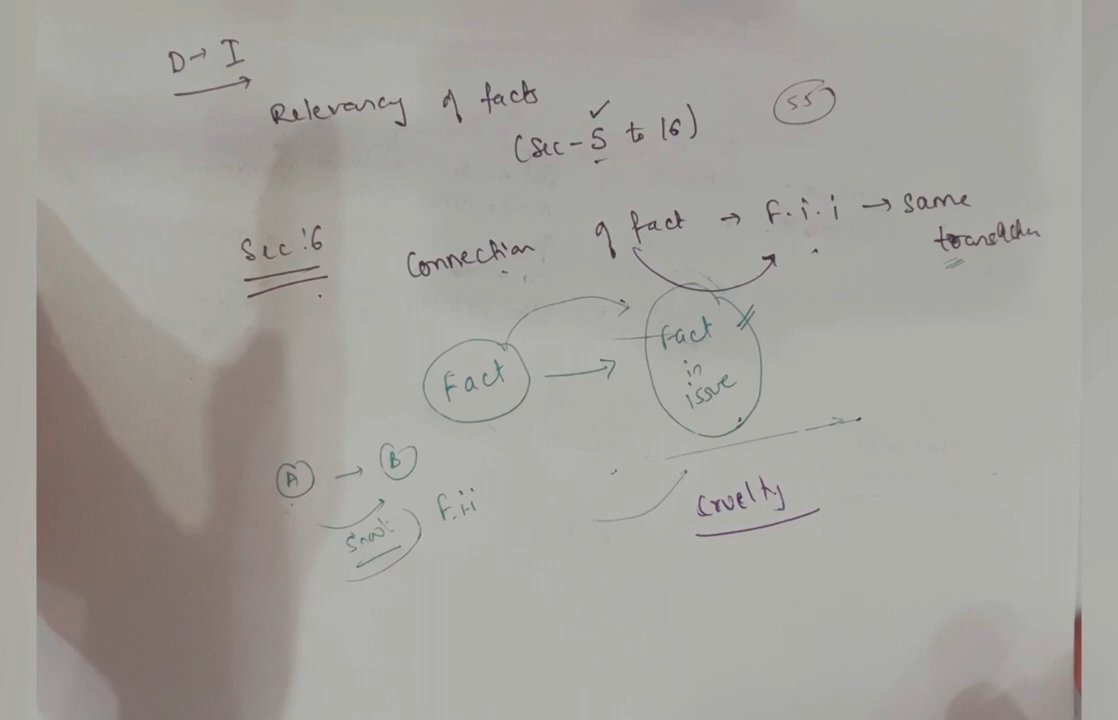 D → I
Relevancy of facts
(Sec - 5 to 16)
55
Sec: 6
Connection of fact → F.i.i → same
Fact
Fact
in
issue
A → B
F.i.i
Cruelty